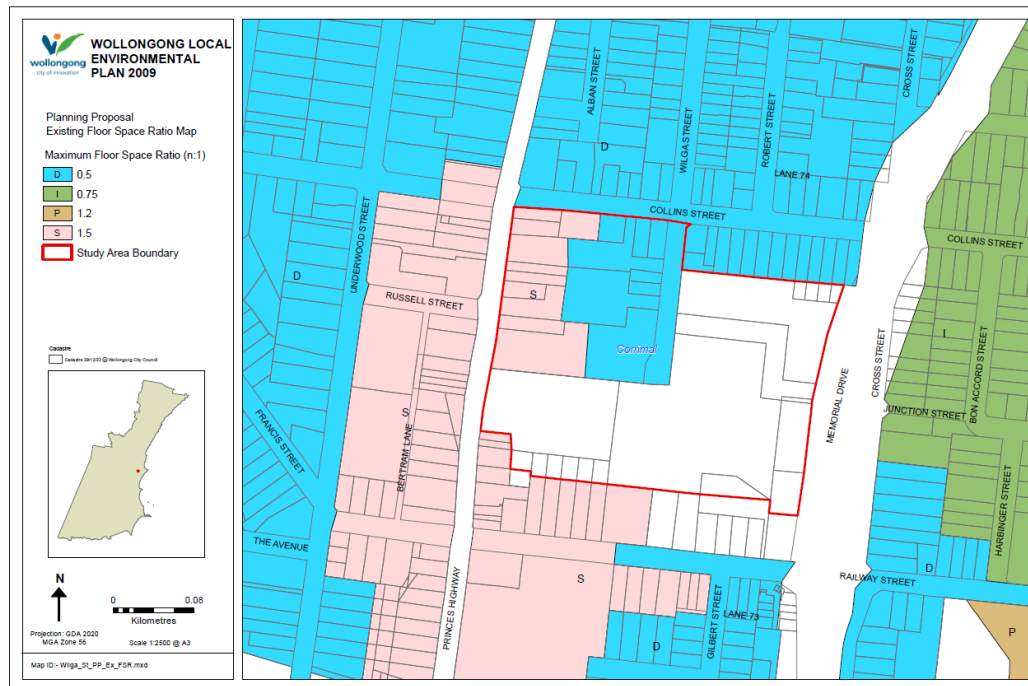 wollongong
city of innovation
WOLLONGONG LOCAL
ENVIRONMENTAL
PLAN 2009
Planning Proposal
Existing Floor Space Ratio Map
Maximum Floor Space Ratio (n:1)
D 0.5
I 0.75
P 1.2
S 1.5
Study Area Boundary
Cadastre
N
0 0.08
Kilometres
Projection: GDA 2020
MGA Zone 56
Scale 1:2500 @ A3
Map ID:- Wilga_St_PP_Ex_FSR.mxd
ALBAN STREET
WILGA STREET
ROBERT STREET
CROSS STREET
D
LANE 74
COLLINS STREET
COLLINS STREET
UNDERWOOD STREET
D
RUSSELL STREET
S
Corrimal
I
CROSS STREET
MEMORIAL DRIVE
BON ACCORD STREET
JUNCTION STREET
FRANCIS STREET
S
BERTRAM LANE
HARBINGER STREET
THE AVENUE
PRINCES HIGHWAY
S
D
RAILWAY STREET
GILBERT STREET
LANE 73
D
P